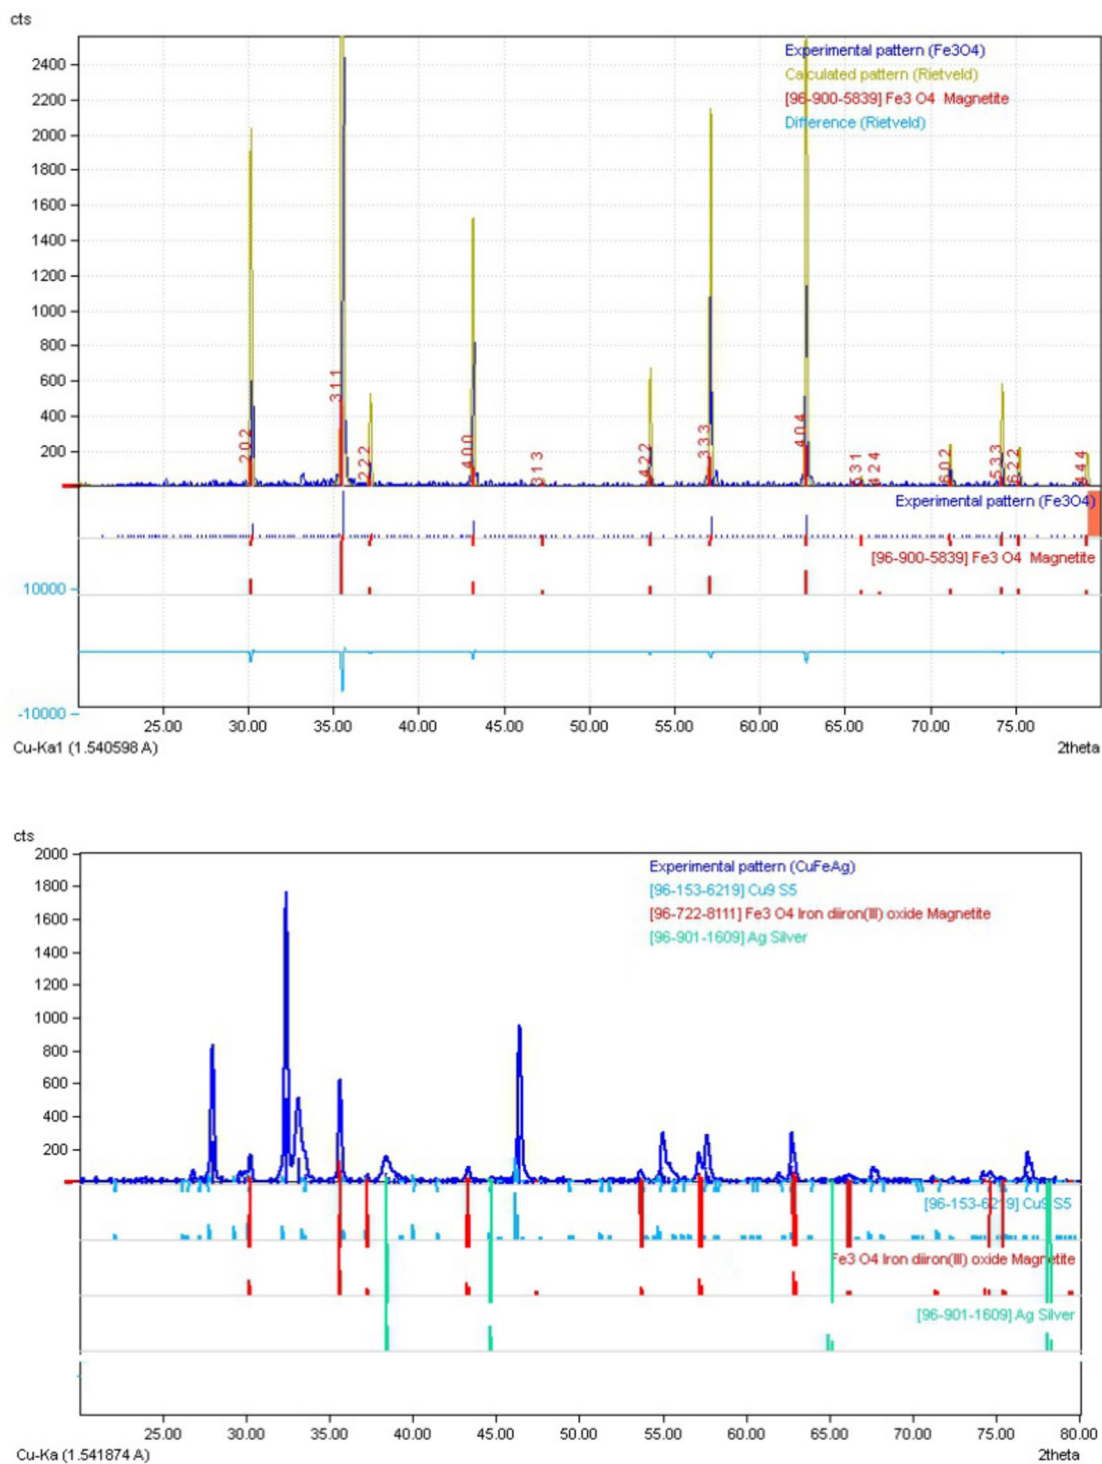 cts
2400
2200
2000
1800
1600
1400
1200
1000
800
600
400
200
Experimental pattern (Fe3O4)
Calculated pattern (Rietveld)
[96-900-5839] Fe3 O4 Magnetite
Difference (Rietveld)
2 0 2
3 1 1
2 2 2
4 0 0
3 1 3
4 2 2
3 3 3
4 0 4
5 3 1
4 2 4
6 0 2
5 3 3
6 2 2
4 4 4
Experimental pattern (Fe3O4)
[96-900-5839] Fe3 O4 Magnetite
10000
-10000
25.00 30.00 35.00 40.00 45.00 50.00 55.00 60.00 65.00 70.00 75.00
Cu-Ka1 (1.540598 A) 2theta
cts
2000
1800
1600
1400
1200
1000
800
600
400
200
Experimental pattern (CuFeAg)
[96-153-6219] Cu9 S5
[96-722-8111] Fe3 O4 Iron diiron(III) oxide Magnetite
[96-901-1609] Ag Silver
[96-153-6219] Cu9 S5
Fe3 O4 Iron diiron(III) oxide Magnetite
[96-901-1609] Ag Silver
25.00 30.00 35.00 40.00 45.00 50.00 55.00 60.00 65.00 70.00 75.00 80.00
Cu-Ka (1.541874 A) 2theta